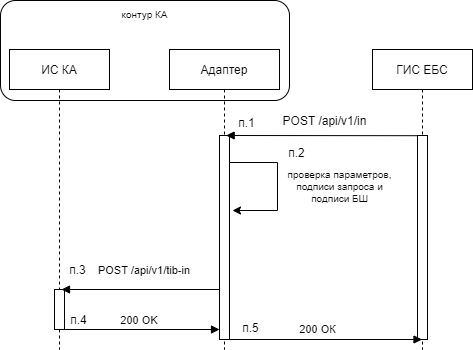 контур КА
ИС КА
Адаптер
ГИС ЕБС
п.1
POST /api/v1/in
п.2
проверка параметров,
подписи запроса и
подписи БШ
п.3
POST /api/v1/tib-in
п.4
200 OK
п.5
200 OK